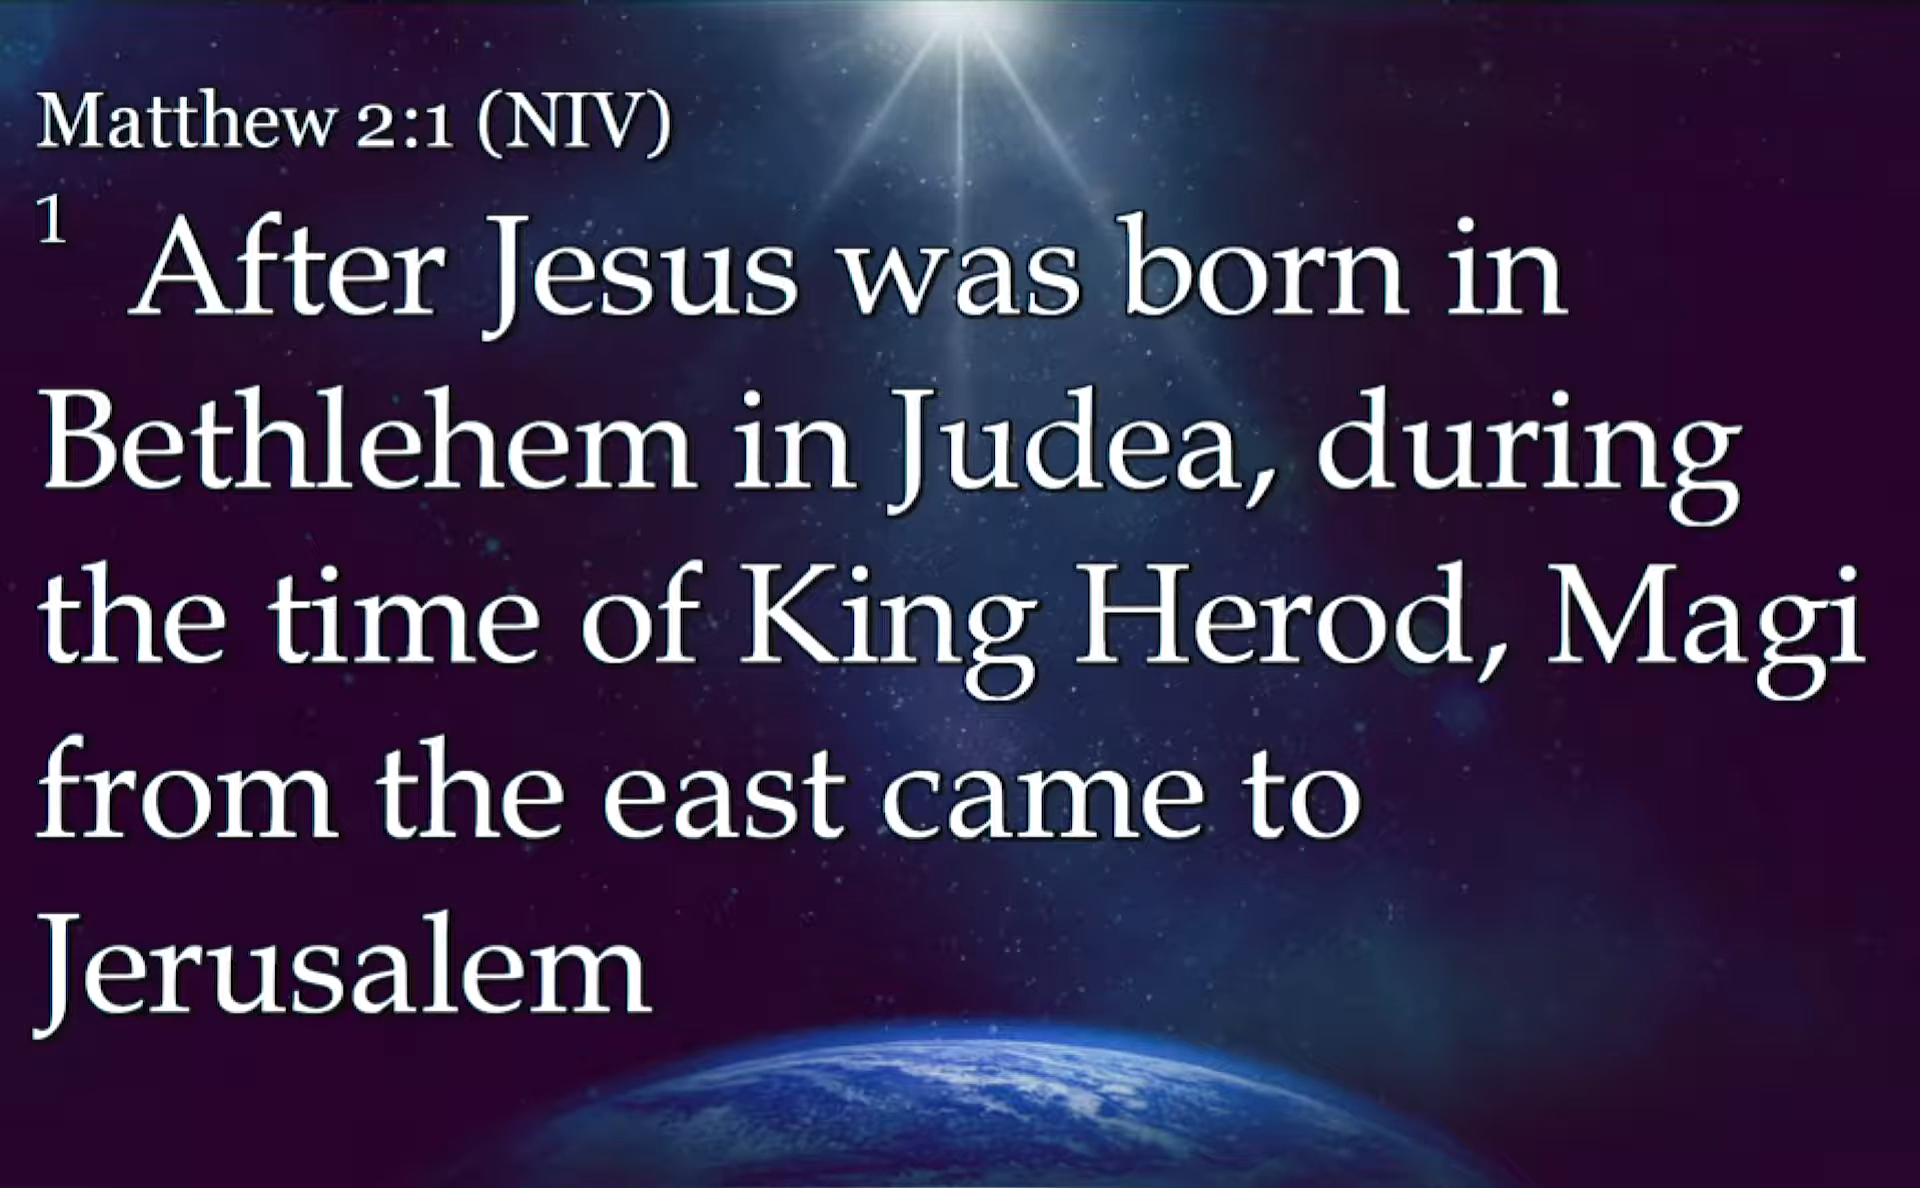 Matthew 2:1 (NIV)
1 After Jesus was born in
Bethlehem in Judea, during
the time of King Herod, Magi
from the east came to
Jerusalem